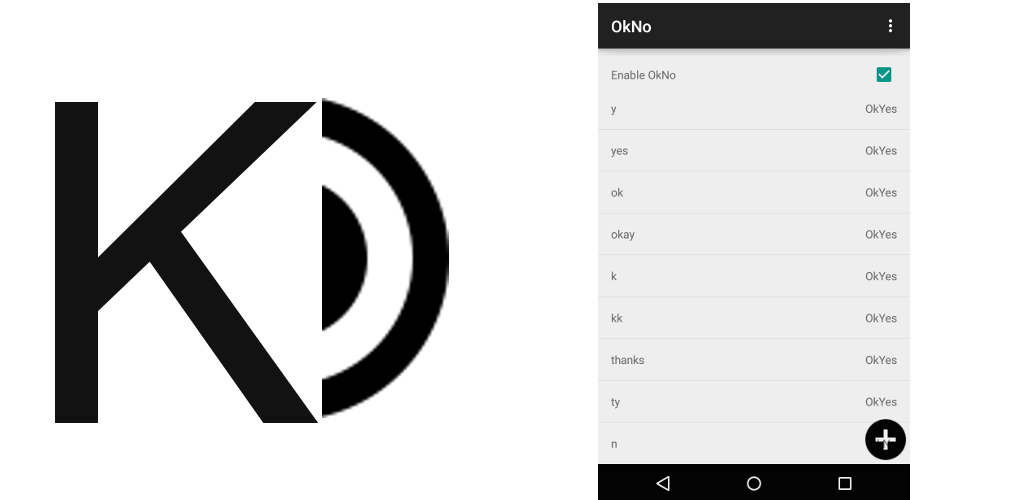 K
OkNo
Enable OkNo
y OkYes
yes OkYes
ok OkYes
okay OkYes
k OkYes
kk OkYes
thanks OkYes
ty OkYes
n